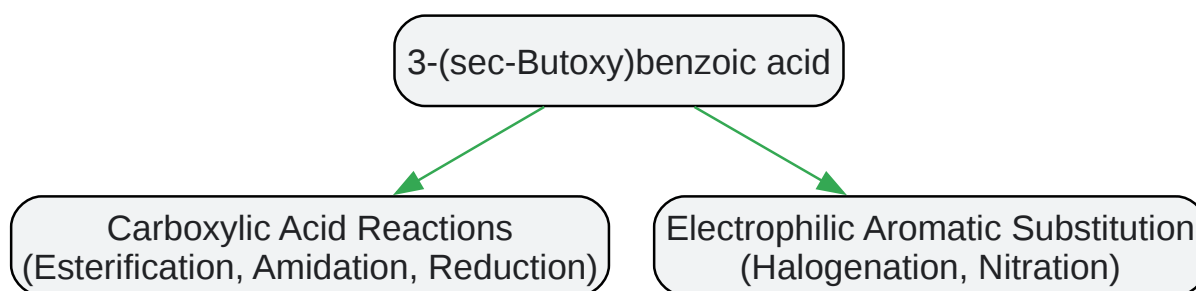 3-(sec-Butoxy)benzoic acid
Carboxylic Acid Reactions
(Esterification, Amidation, Reduction)
Electrophilic Aromatic Substitution
(Halogenation, Nitration)